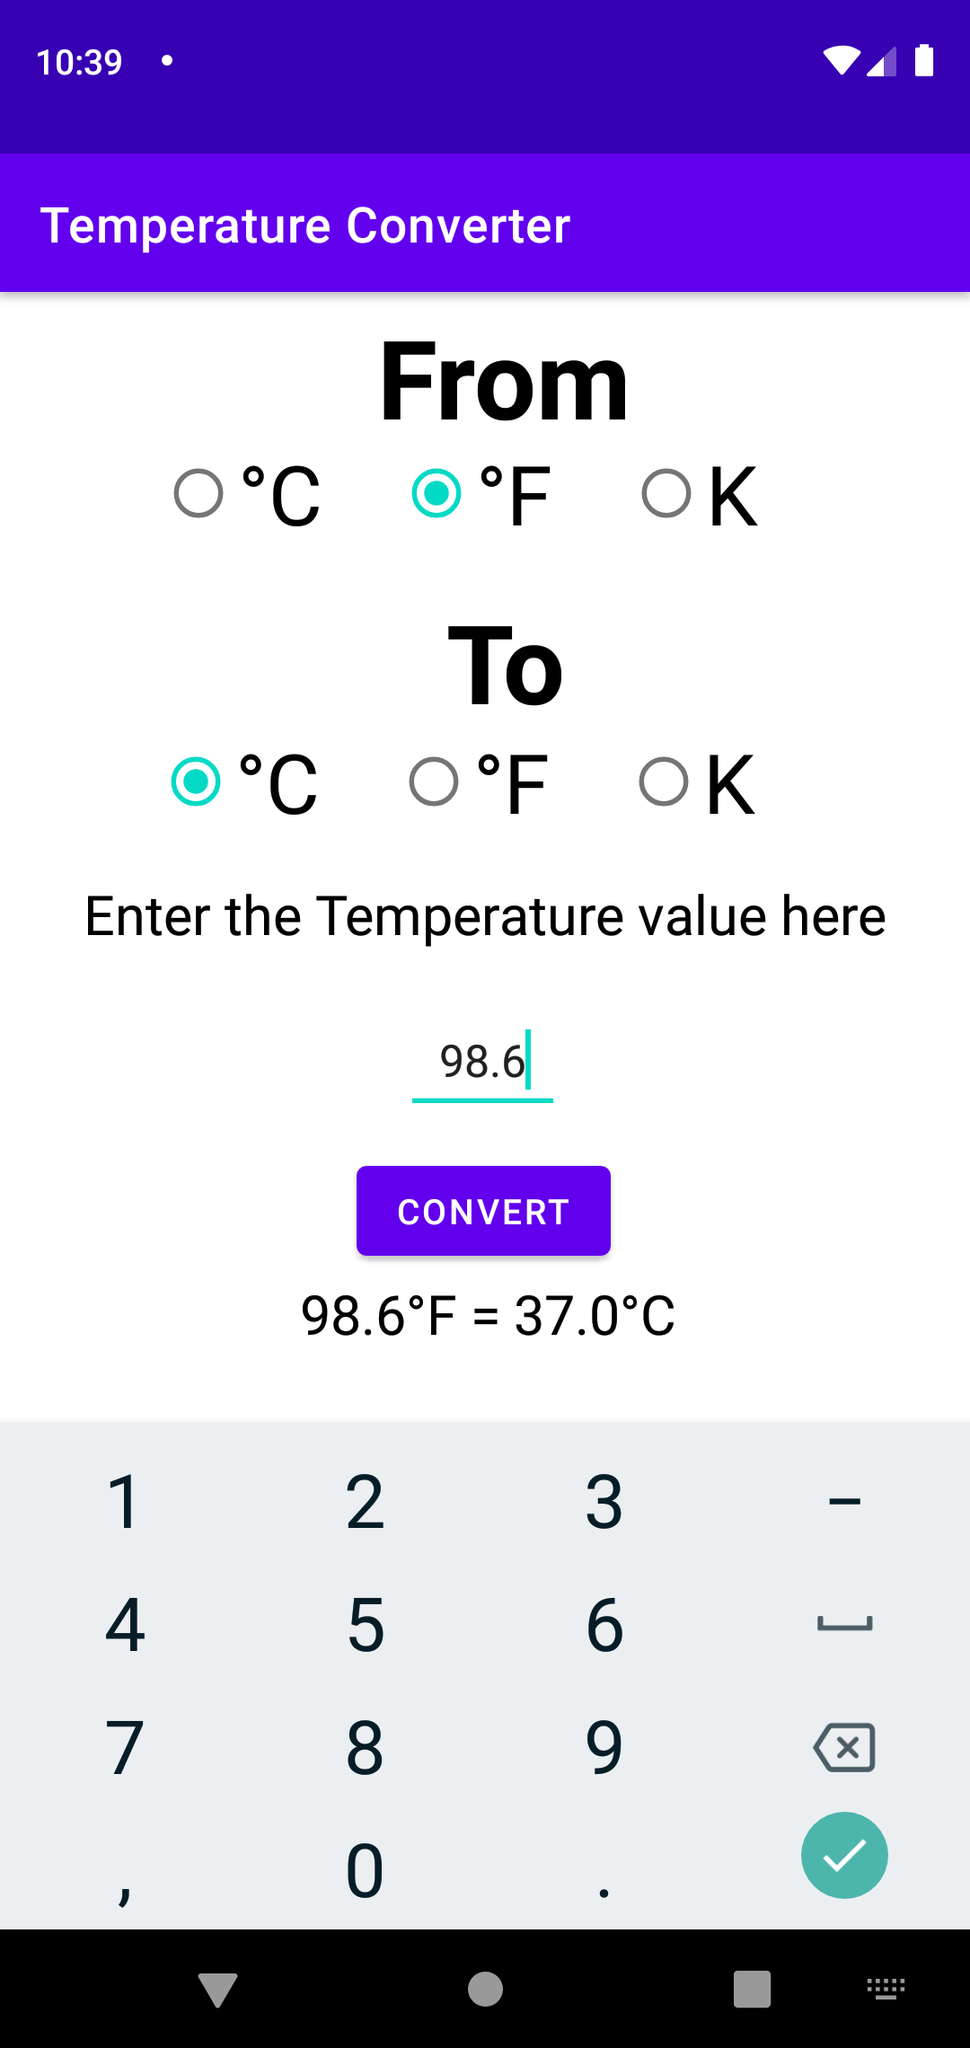 10:39
Temperature Converter
From
°C °F K
To
°C °F K
Enter the Temperature value here
98.6
CONVERT
98.6°F = 37.0°C
1 2 3 −
4 5 6
7 8 9
, 0 .